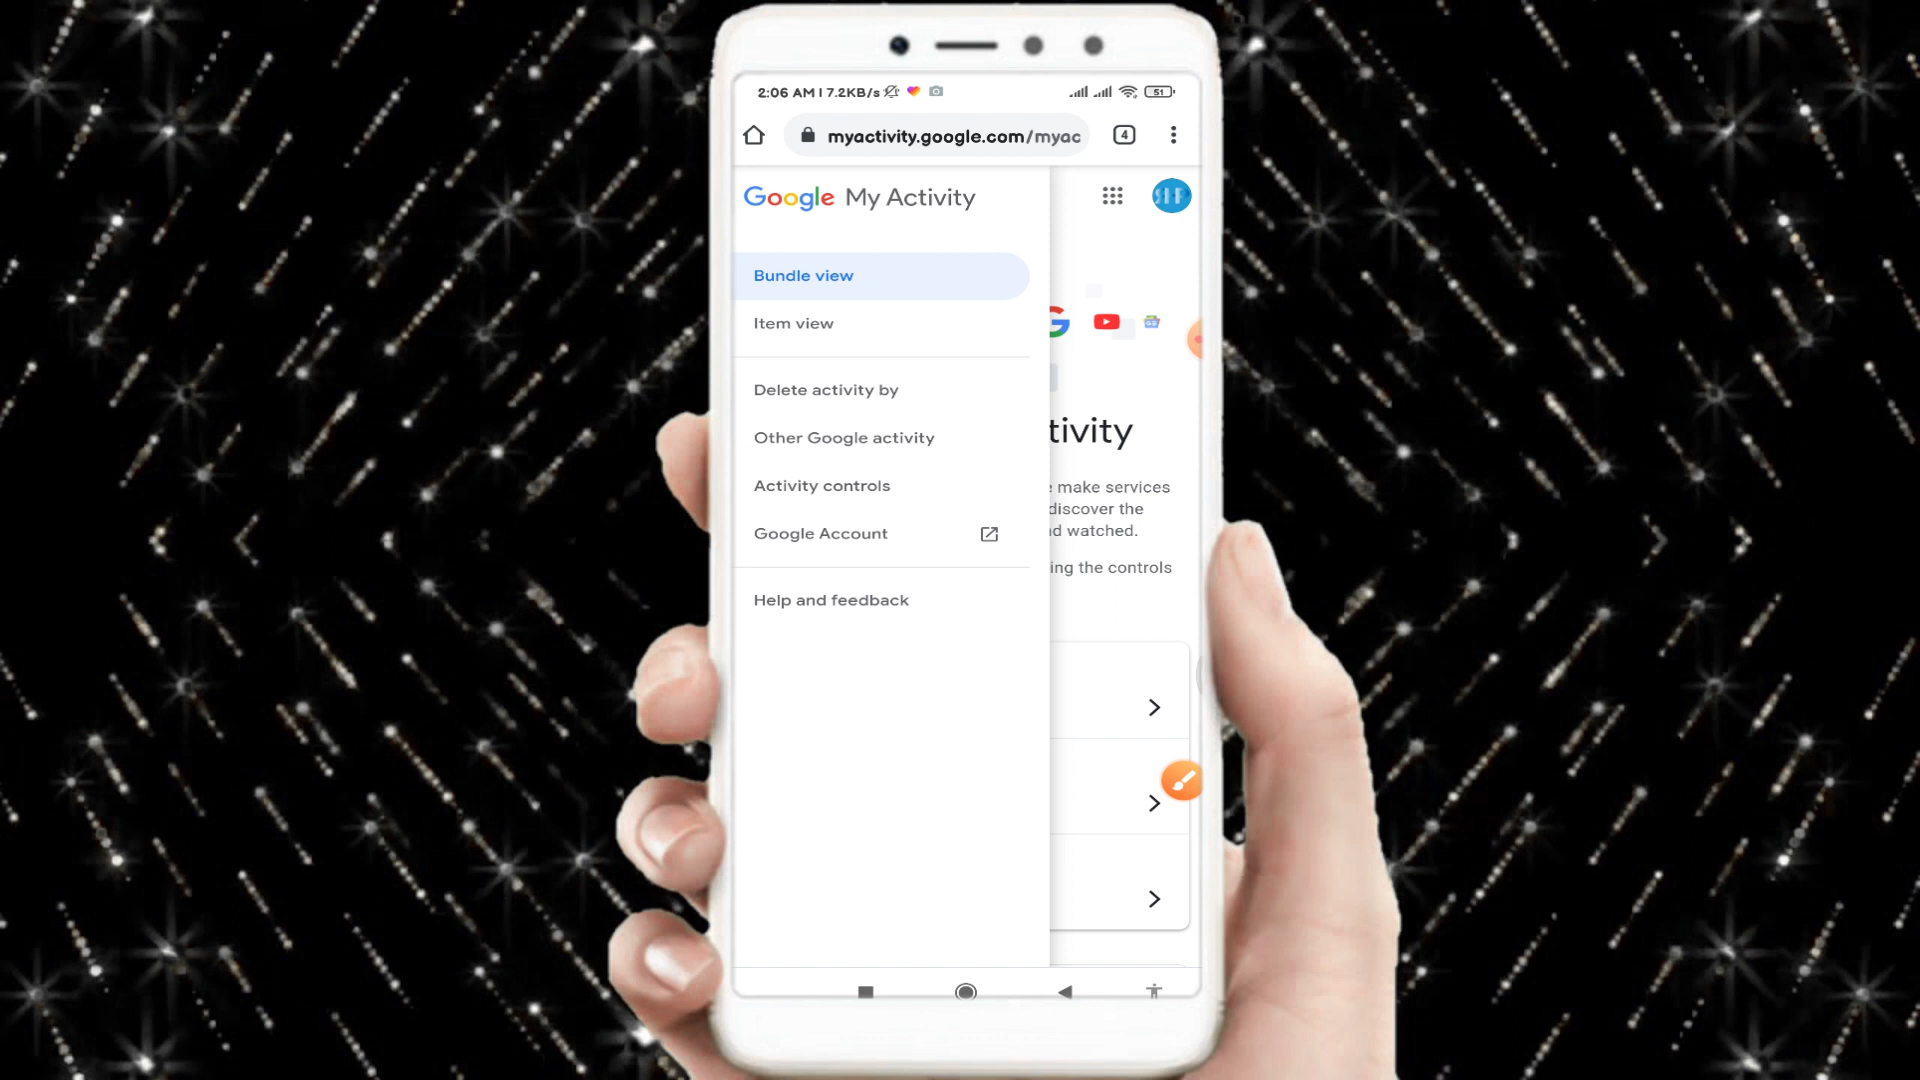 2:06 AM | 7.2KB/s
51
myactivity.google.com/myac
4
Google My Activity
Bundle view
Item view
Delete activity by
Other Google activity
Activity controls
Google Account
Help and feedback
tivity
e make services
discover the
nd watched.
ing the controls